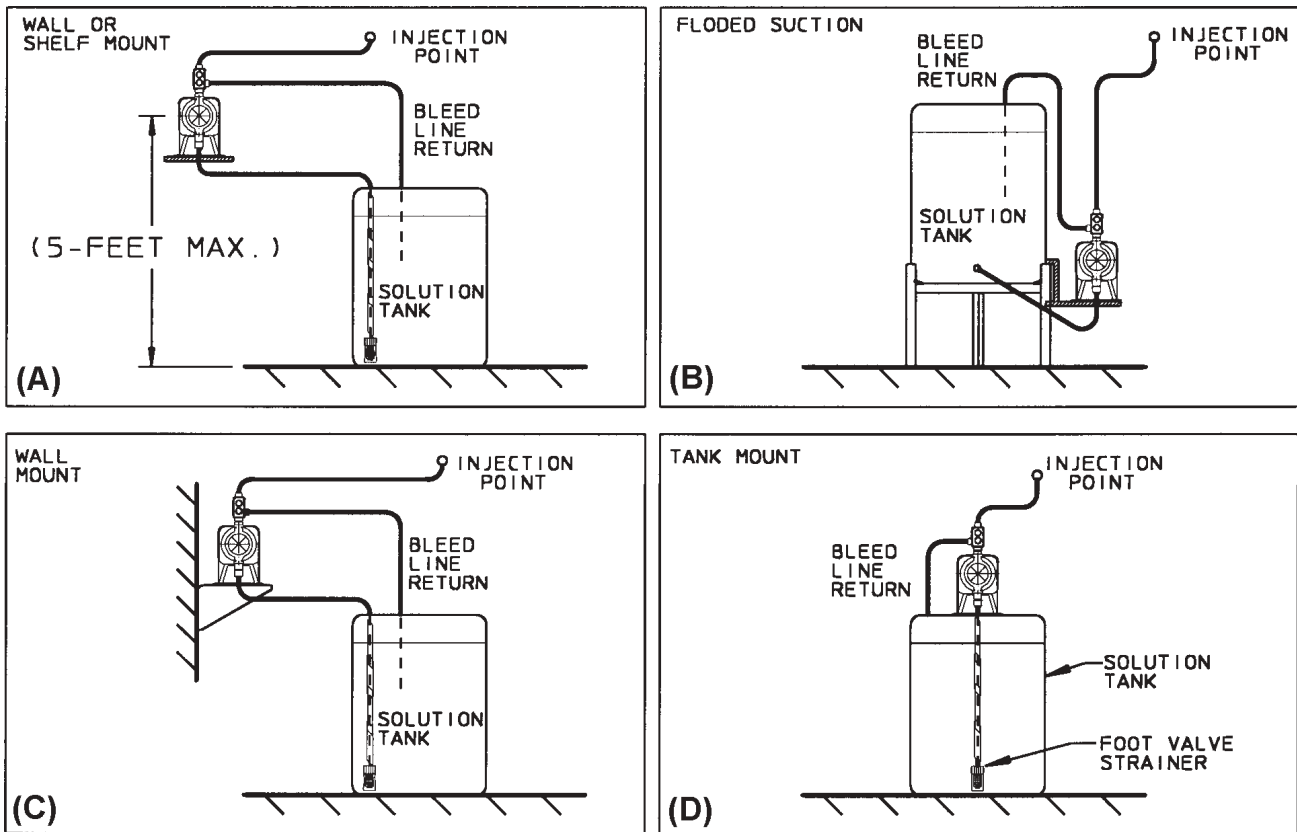 WALL OR
SHELF MOUNT
INJECTION
POINT
BLEED
LINE
RETURN
(5-FEET MAX.)
SOLUTION
TANK
(A)
FLODED SUCTION
BLEED
LINE
RETURN
INJECTION
POINT
SOLUTION
TANK
(B)
WALL
MOUNT
INJECTION
POINT
BLEED
LINE
RETURN
SOLUTION
TANK
(C)
TANK MOUNT
INJECTION
POINT
BLEED
LINE
RETURN
SOLUTION
TANK
FOOT VALVE
STRAINER
(D)